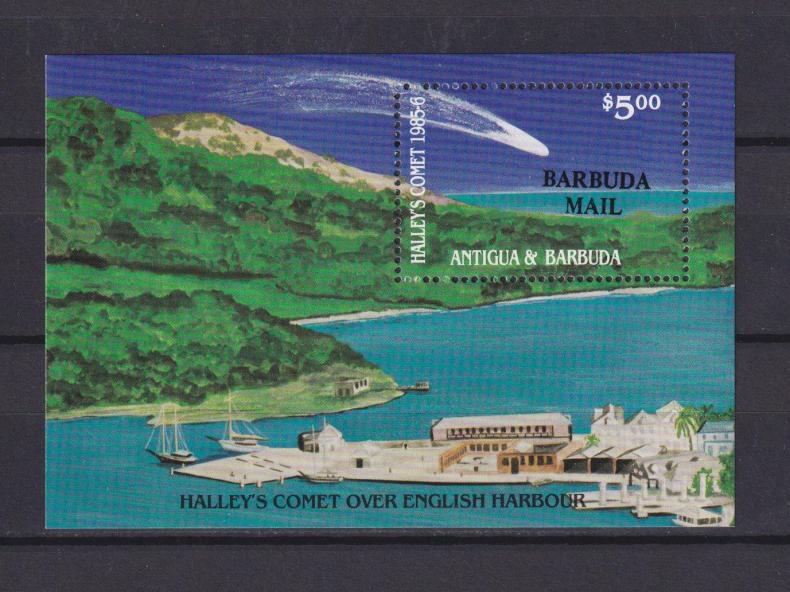 $5.00
HALLEY'S COMET 1985-6
BARBUDA
MAIL
ANTIGUA & BARBUDA
HALLEY'S COMET OVER ENGLISH HARBOUR